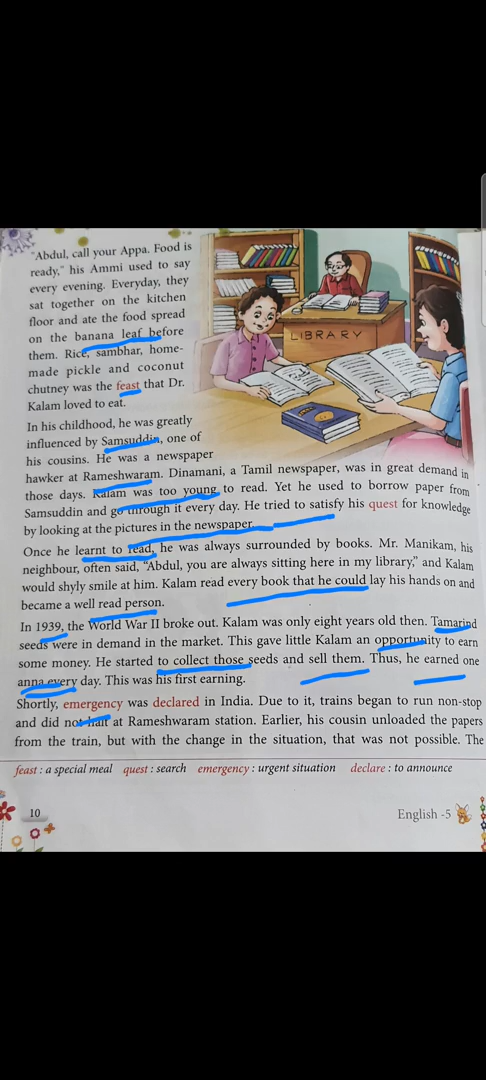 "Abdul, call your Appa. Food is
ready," his Ammi used to say
every evening. Everyday, they
sat together on the kitchen
floor and ate the food spread
on the banana leaf before
them. Rice, sambhar, home-
made pickle and coconut
chutney was the feast that Dr.
Kalam loved to eat.
LIBRARY
In his childhood, he was greatly
influenced by Samsuddin, one of
his cousins. He was a newspaper
hawker at Rameshwaram. Dinamani, a Tamil newspaper, was in great demand in
those days. Kalam was too young to read. Yet he used to borrow paper from
Samsuddin and go through it every day. He tried to satisfy his quest for knowledge
by looking at the pictures in the newspaper.
Once he learnt to read, he was always surrounded by books. Mr. Manikam, his
neighbour, often said, "Abdul, you are always sitting here in my library," and Kalam
would shyly smile at him. Kalam read every book that he could lay his hands on and
became a well read person.
In 1939, the World War II broke out. Kalam was only eight years old then. Tamarind
seeds were in demand in the market. This gave little Kalam an opportunity to earn
some money. He started to collect those seeds and sell them. Thus, he earned one
anna every day. This was his first earning.
Shortly, emergency was declared in India. Due to it, trains began to run non-stop
and did not halt at Rameshwaram station. Earlier, his cousin unloaded the papers
from the train, but with the change in the situation, that was not possible. The
feast : a special meal quest : search emergency : urgent situation declare : to announce
10
English -5